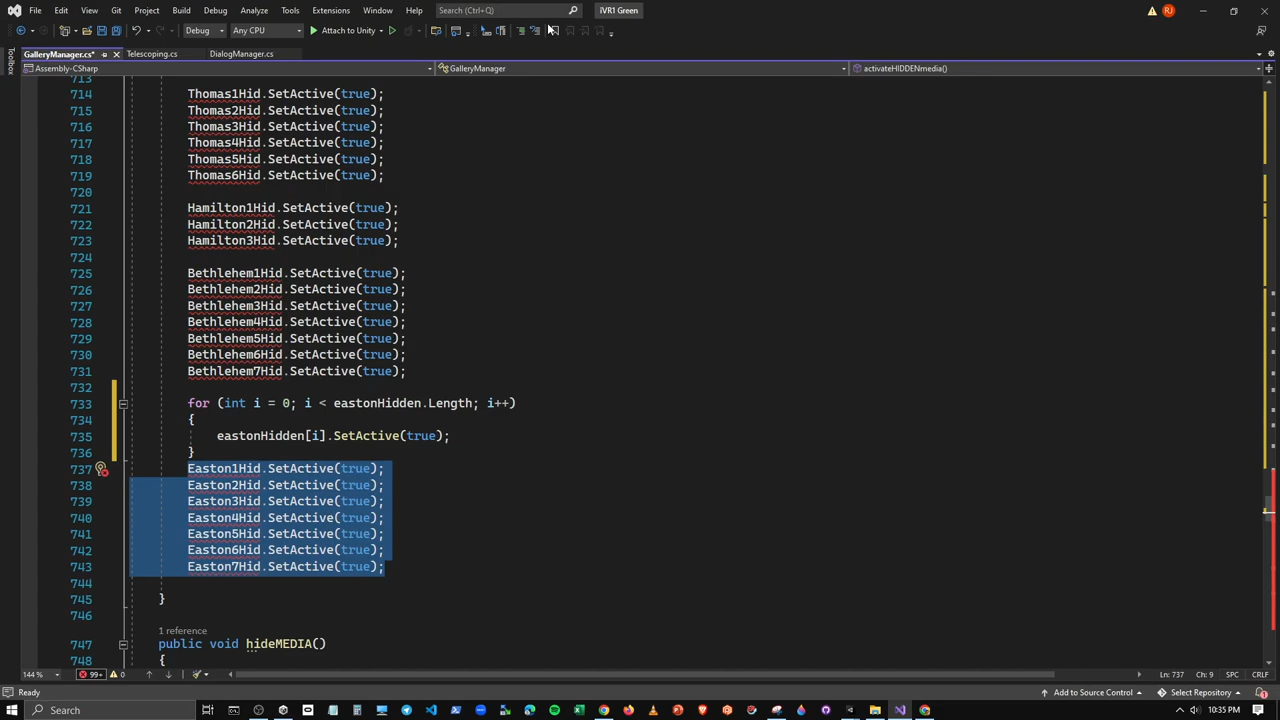 File Edit View Git Project Build Debug Analyze Tools Extensions Window Help Search (Ctrl+Q) iVR1 Green RJ
Debug Any CPU Attach to Unity
GalleryManager.cs* Telescoping.cs DialogManager.cs
Toolbox
Assembly-CSharp GalleryManager activateHIDDENmedia()
713
714 Thomas1Hid.SetActive(true);
715 Thomas2Hid.SetActive(true);
716 Thomas3Hid.SetActive(true);
717 Thomas4Hid.SetActive(true);
718 Thomas5Hid.SetActive(true);
719 Thomas6Hid.SetActive(true);
720
721 Hamilton1Hid.SetActive(true);
722 Hamilton2Hid.SetActive(true);
723 Hamilton3Hid.SetActive(true);
724
725 Bethlehem1Hid.SetActive(true);
726 Bethlehem2Hid.SetActive(true);
727 Bethlehem3Hid.SetActive(true);
728 Bethlehem4Hid.SetActive(true);
729 Bethlehem5Hid.SetActive(true);
730 Bethlehem6Hid.SetActive(true);
731 Bethlehem7Hid.SetActive(true);
732
733 for (int i = 0; i < eastonHidden.Length; i++)
734 {
735 eastonHidden[i].SetActive(true);
736 }
737 Easton1Hid.SetActive(true);
738 Easton2Hid.SetActive(true);
739 Easton3Hid.SetActive(true);
740 Easton4Hid.SetActive(true);
741 Easton5Hid.SetActive(true);
742 Easton6Hid.SetActive(true);
743 Easton7Hid.SetActive(true);
744
745 }
746
1 reference
747 public void hideMEDIA()
748 {
144 % 99+ 0 Ln: 737 Ch: 9 SPC CRLF
Ready Add to Source Control Select Repository
Search 10:35 PM